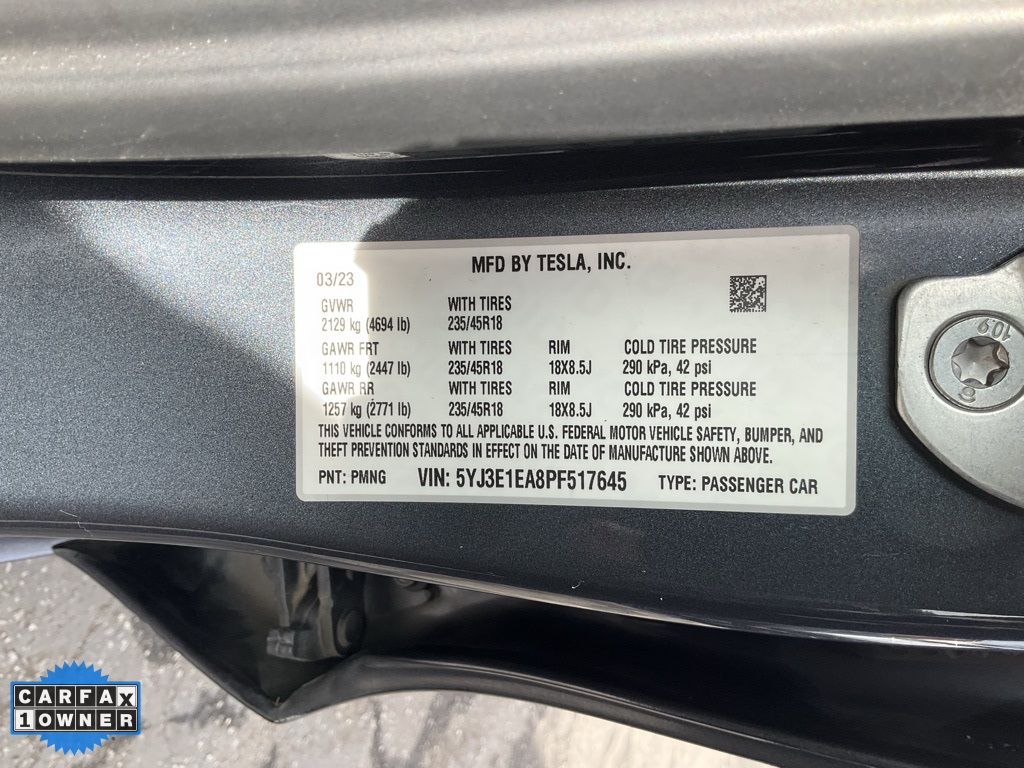 MFD BY TESLA, INC.
03/23
GVWR WITH TIRES
2129 kg (4694 lb) 235/45R18
GAWR FRT WITH TIRES RIM COLD TIRE PRESSURE
1110 kg (2447 lb) 235/45R18 18X8.5J 290 kPa, 42 psi
GAWR RR WITH TIRES RIM COLD TIRE PRESSURE
1257 kg (2771 lb) 235/45R18 18X8.5J 290 kPa, 42 psi
THIS VEHICLE CONFORMS TO ALL APPLICABLE U.S. FEDERAL MOTOR VEHICLE SAFETY, BUMPER, AND
THEFT PREVENTION STANDARDS IN EFFECT ON THE DATE OF MANUFACTURE SHOWN ABOVE.
PNT: PMNG VIN: 5YJ3E1EA8PF517645 TYPE: PASSENGER CAR
10.9
CARFAX
1 OWNER